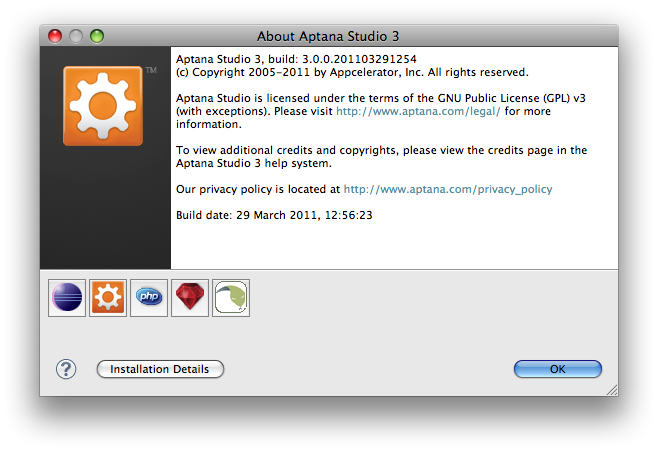 About Aptana Studio 3
TM
Aptana Studio 3, build: 3.0.0.201103291254
(c) Copyright 2005-2011 by Appcelerator, Inc. All rights reserved.
Aptana Studio is licensed under the terms of the GNU Public License (GPL) v3
(with exceptions). Please visit http://www.aptana.com/legal/ for more
information.
To view additional credits and copyrights, please view the credits page in the
Aptana Studio 3 help system.
Our privacy policy is located at http://www.aptana.com/privacy_policy
Build date: 29 March 2011, 12:56:23
php
?
Installation Details
OK